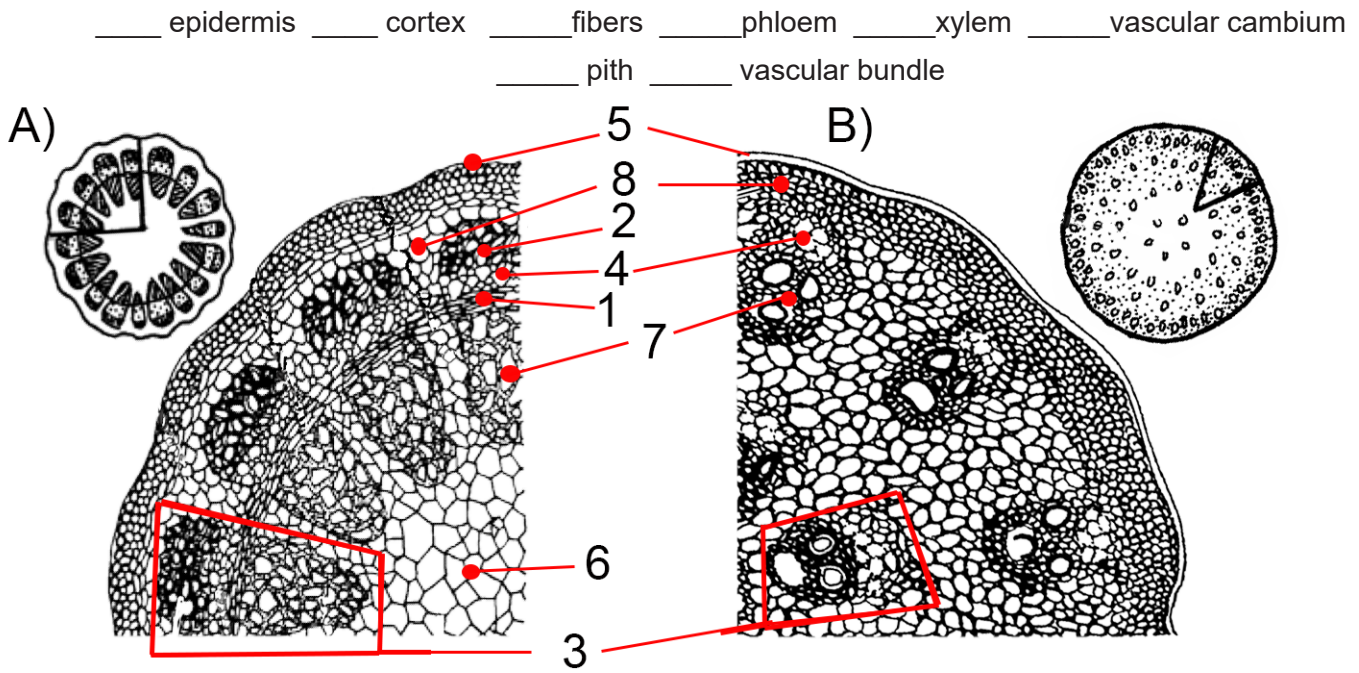 ____ epidermis ____ cortex _____fibers _____phloem _____xylem _____vascular cambium
_____ pith _____ vascular bundle
A)
5
B)
8
2
4
1
7
6
3